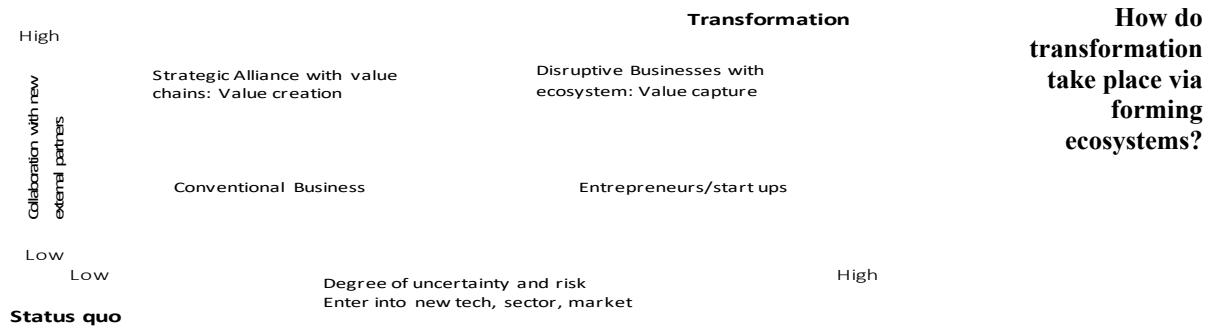 Transformation
How do
transformation
take place via
forming
ecosystems?
High
Collaboration with new
external partners
Strategic Alliance with value
chains: Value creation
Disruptive Businesses with
ecosystem: Value capture
Conventional Business
Entrepreneurs/start ups
Low
Low
Degree of uncertainty and risk
Enter into new tech, sector, market
High
Status quo